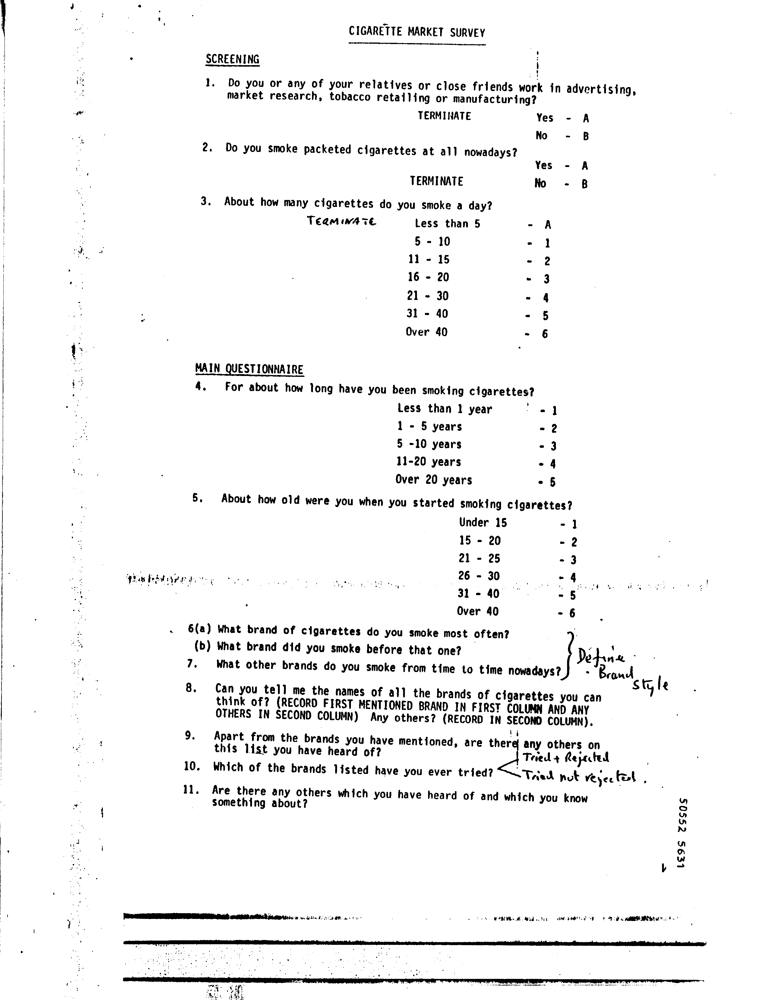 CIGARETTE MARKET SURVEY
SCREENING
1. Do you or any of your relatives or close friends work in advertising,
market research, tobacco retailing or manufacturing?
TERMINATE Yes - A
No - B
2. Do you smoke packeted cigarettes at all nowadays?
Yes - A
TERMINATE No - B
3. About how many cigarettes do you smoke a day?
TERMINATE Less than 5 - A
5 - 10 - 1
11 - 15 - 2
16 - 20 - 3
21 - 30 - 4
31 - 40 - 5
Over 40 - 6
MAIN QUESTIONNAIRE
4. For about how long have you been smoking cigarettes?
Less than 1 year - 1
1 - 5 years - 2
5 -10 years - 3
11-20 years - 4
Over 20 years - 5
5. About how old were you when you started smoking cigarettes?
Under 15 - 1
15 - 20 - 2
21 - 25 - 3
26 - 30 - 4
31 - 40 - 5
Over 40 - 6
6(a) What brand of cigarettes do you smoke most often?
(b) What brand did you smoke before that one?
7. What other brands do you smoke from time to time nowadays?
Define
Brand
style
8. Can you tell me the names of all the brands of cigarettes you can
think of? (RECORD FIRST MENTIONED BRAND IN FIRST COLUMN AND ANY
OTHERS IN SECOND COLUMN) Any others? (RECORD IN SECOND COLUMN).
9. Apart from the brands you have mentioned, are there any others on
this list you have heard of?
Tried + Rejected
10. Which of the brands listed have you ever tried?
Tried not rejected.
11. Are there any others which you have heard of and which you know
something about?
50552 5631